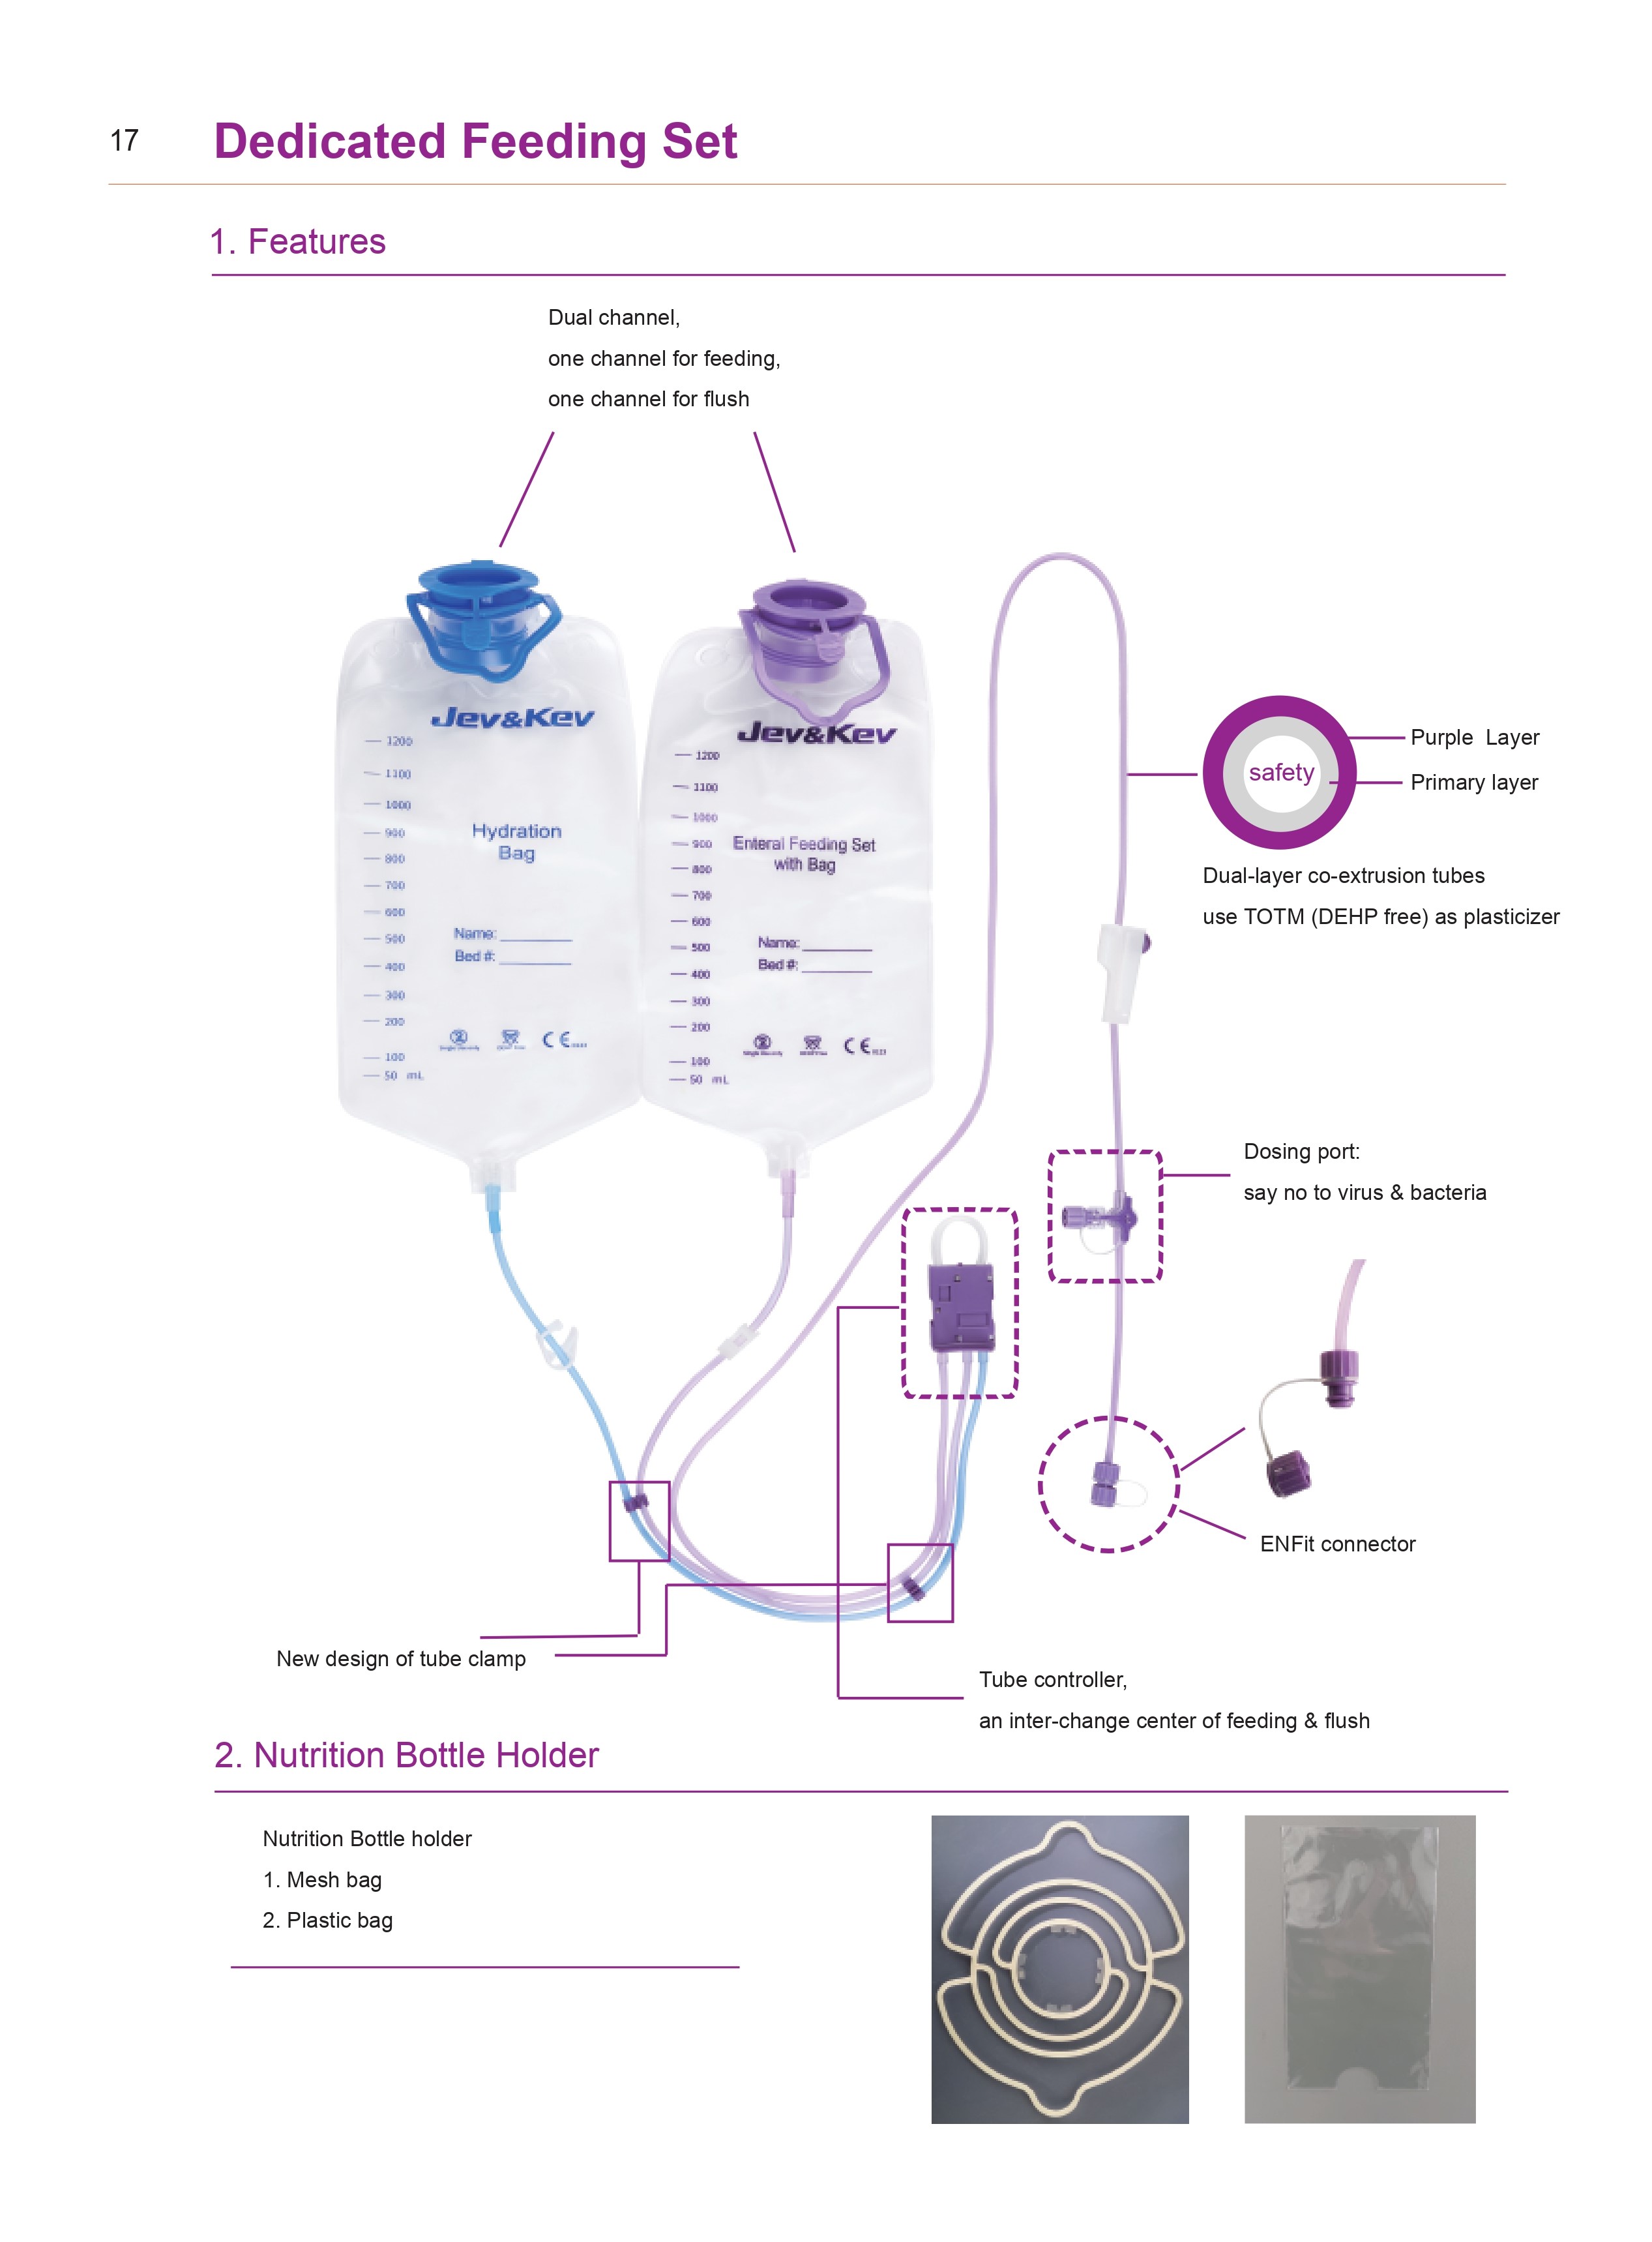 17
Dedicated Feeding Set
1. Features
Dual channel,
one channel for feeding,
one channel for flush
Jev&Kev
1200
1100
1000
900
800
700
600
500
400
300
200
100
50 mL
Hydration
Bag
Name:
Bed #:
CE
Jev&Kev
1200
1100
1000
900
800
700
600
500
400
300
200
100
50 mL
Enteral Feeding Set
with Bag
Name:
Bed #:
CE
safety
Purple Layer
Primary layer
Dual-layer co-extrusion tubes
use TOTM (DEHP free) as plasticizer
Dosing port:
say no to virus & bacteria
ENFit connector
New design of tube clamp
Tube controller,
an inter-change center of feeding & flush
2. Nutrition Bottle Holder
Nutrition Bottle holder
1. Mesh bag
2. Plastic bag